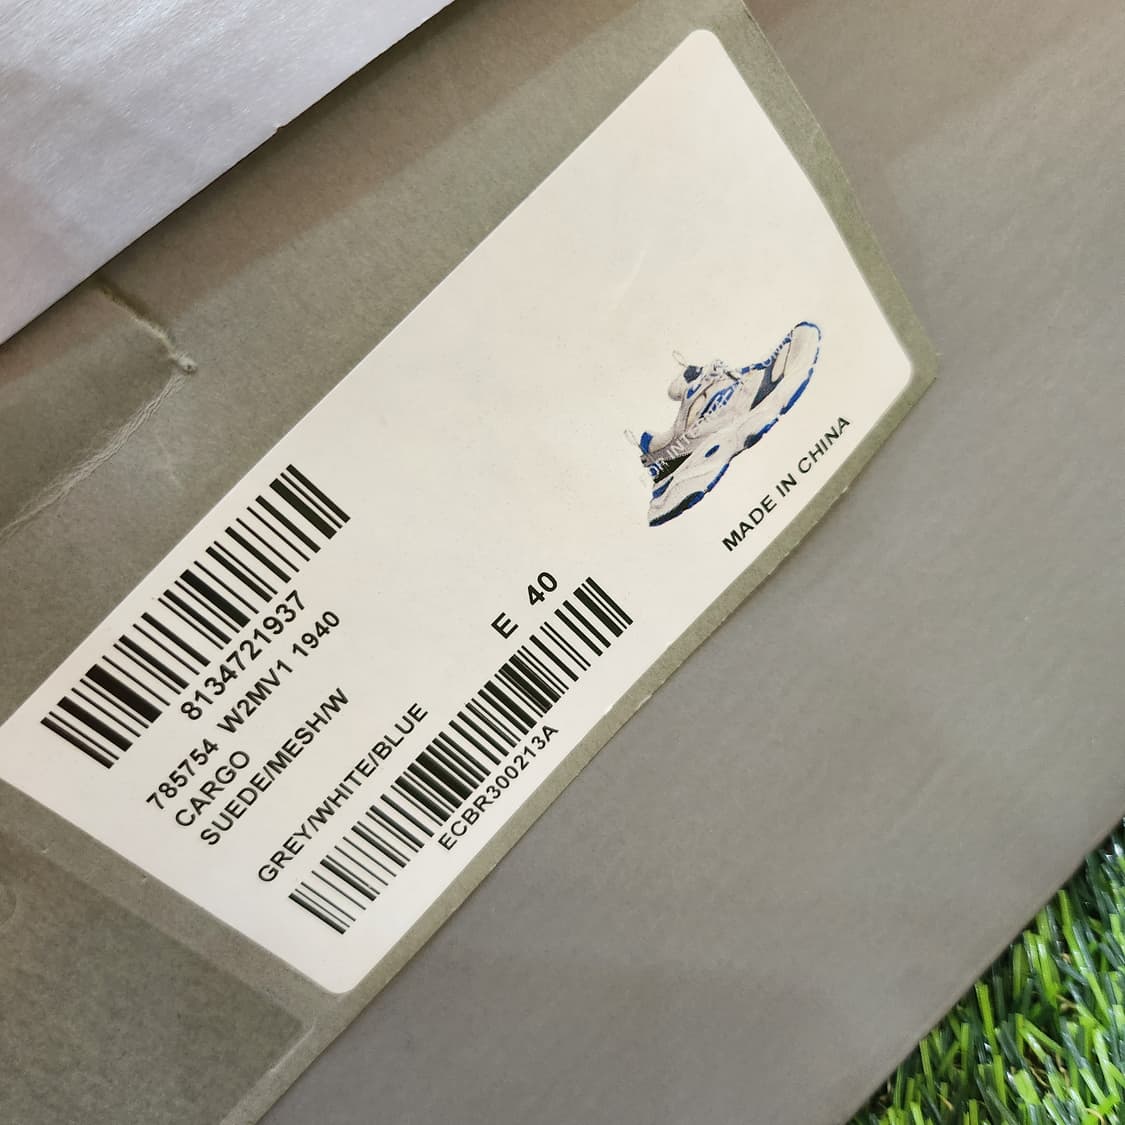 8134721937
785754 W2MV1 1940
CARGO
SUEDE/MESH/W
GREY/WHITE/BLUE
E 40
ECBR300213A
MADE IN CHINA